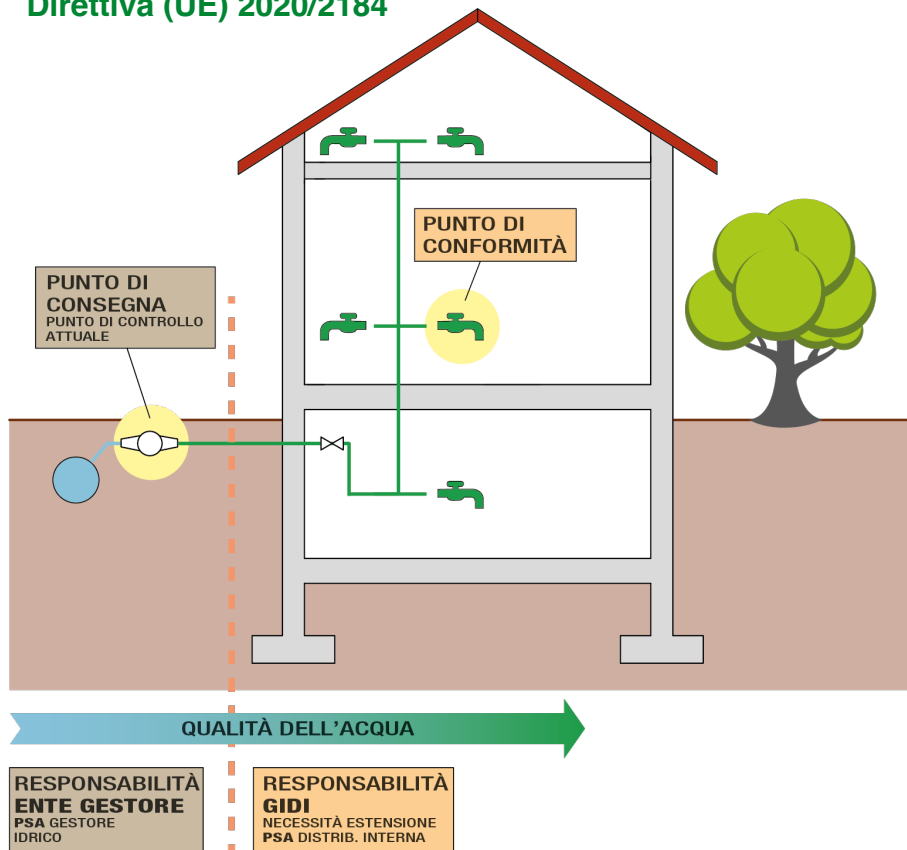 Direttiva (UE) 2020/2184
PUNTO DI
CONFORMITÀ
PUNTO DI
CONSEGNA
PUNTO DI CONTROLLO
ATTUALE
QUALITÀ DELL'ACQUA
RESPONSABILITÀ
ENTE GESTORE
PSA GESTORE
IDRICO
RESPONSABILITÀ
GIDI
NECESSITÀ ESTENSIONE
PSA DISTRIB. INTERNA